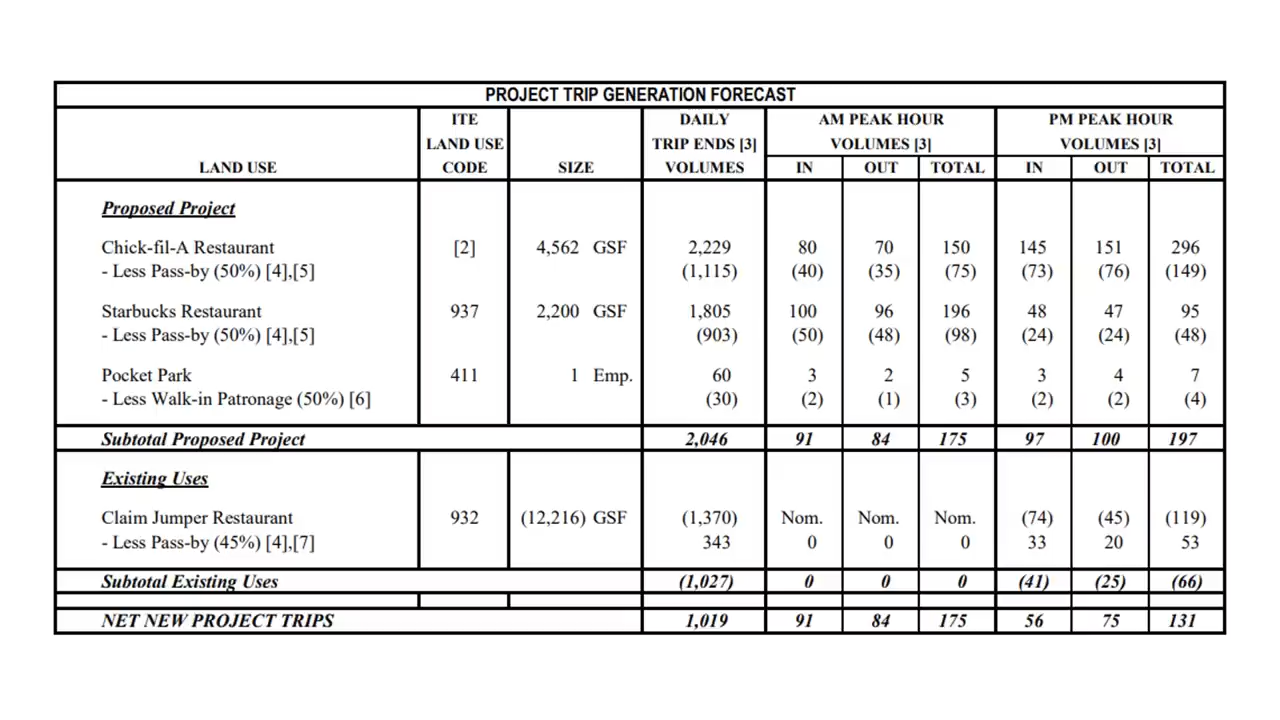 PROJECT TRIP GENERATION FORECAST
ITE DAILY AM PEAK HOUR PM PEAK HOUR
LAND USE TRIP ENDS [3] VOLUMES [3] VOLUMES [3]
LAND USE CODE SIZE VOLUMES IN OUT TOTAL IN OUT TOTAL
Proposed Project
Chick-fil-A Restaurant [2] 4,562 GSF 2,229 80 70 150 145 151 296
- Less Pass-by (50%) [4],[5] (1,115) (40) (35) (75) (73) (76) (149)
Starbucks Restaurant 937 2,200 GSF 1,805 100 96 196 48 47 95
- Less Pass-by (50%) [4],[5] (903) (50) (48) (98) (24) (24) (48)
Pocket Park 411 1 Emp. 60 3 2 5 3 4 7
- Less Walk-in Patronage (50%) [6] (30) (2) (1) (3) (2) (2) (4)
Subtotal Proposed Project 2,046 91 84 175 97 100 197
Existing Uses
Claim Jumper Restaurant 932 (12,216) GSF (1,370) Nom. Nom. Nom. (74) (45) (119)
- Less Pass-by (45%) [4],[7] 343 0 0 0 33 20 53
Subtotal Existing Uses (1,027) 0 0 0 (41) (25) (66)
NET NEW PROJECT TRIPS 1,019 91 84 175 56 75 131